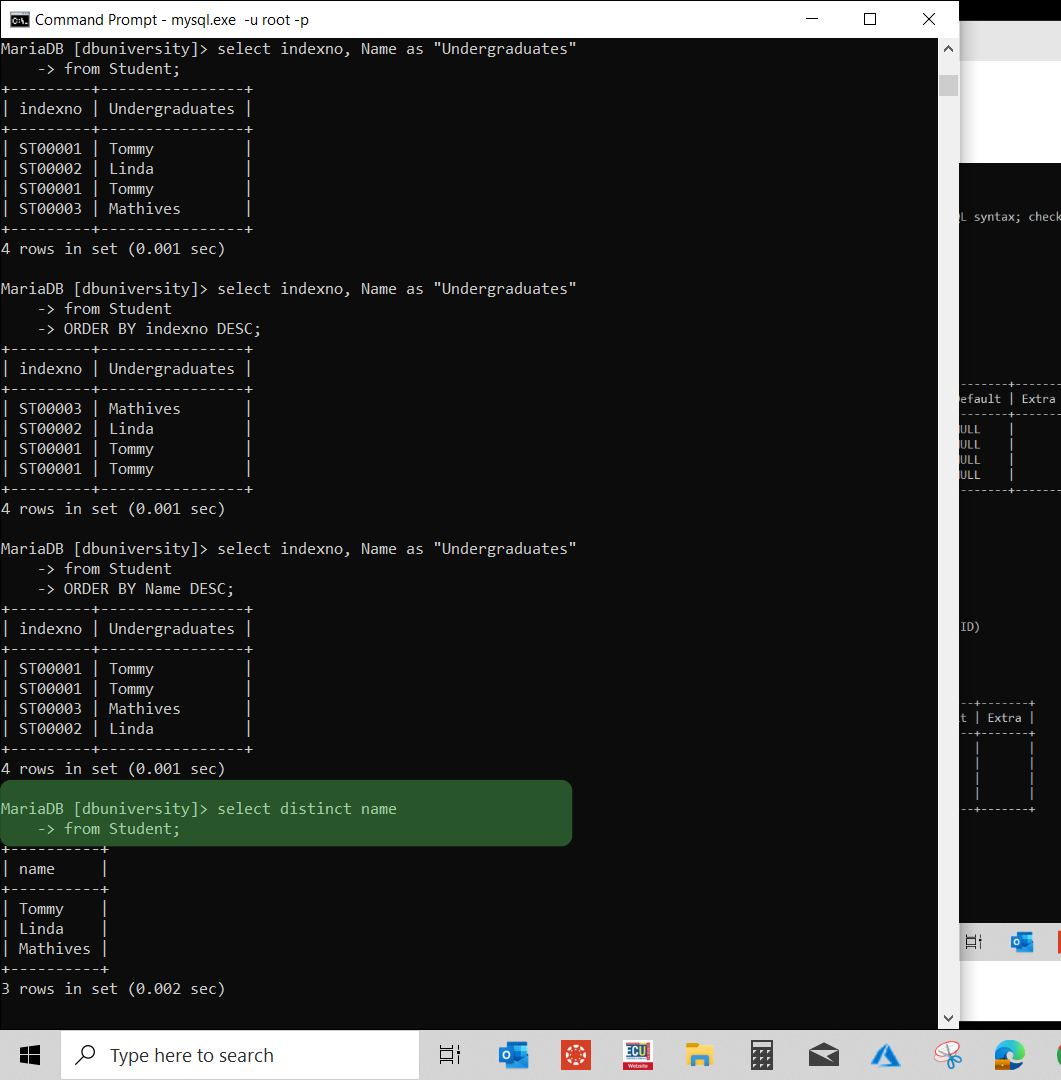 Command Prompt - mysql.exe  -u root -p
MariaDB [dbuniversity]> select indexno, Name as "Undergraduates"
    -> from Student;
+---------+----------------+
| indexno | Undergraduates |
+---------+----------------+
| ST00001 | Tommy          |
| ST00002 | Linda          |
| ST00001 | Tommy          |
| ST00003 | Mathives       |
+---------+----------------+
4 rows in set (0.001 sec)
MariaDB [dbuniversity]> select indexno, Name as "Undergraduates"
    -> from Student
    -> ORDER BY indexno DESC;
+---------+----------------+
| indexno | Undergraduates |
+---------+----------------+
| ST00003 | Mathives       |
| ST00002 | Linda          |
| ST00001 | Tommy          |
| ST00001 | Tommy          |
+---------+----------------+
4 rows in set (0.001 sec)
MariaDB [dbuniversity]> select indexno, Name as "Undergraduates"
    -> from Student
    -> ORDER BY Name DESC;
+---------+----------------+
| indexno | Undergraduates |
+---------+----------------+
| ST00001 | Tommy          |
| ST00001 | Tommy          |
| ST00003 | Mathives       |
| ST00002 | Linda          |
+---------+----------------+
4 rows in set (0.001 sec)
MariaDB [dbuniversity]> select distinct name
    -> from Student;
+----------+
| name     |
+----------+
| Tommy    |
| Linda    |
| Mathives |
+----------+
3 rows in set (0.002 sec)
syntax; check
efault | Extra
ULL |
ULL |
ULL |
ULL |
ID)
t | Extra |
Type here to search
ECU
Website